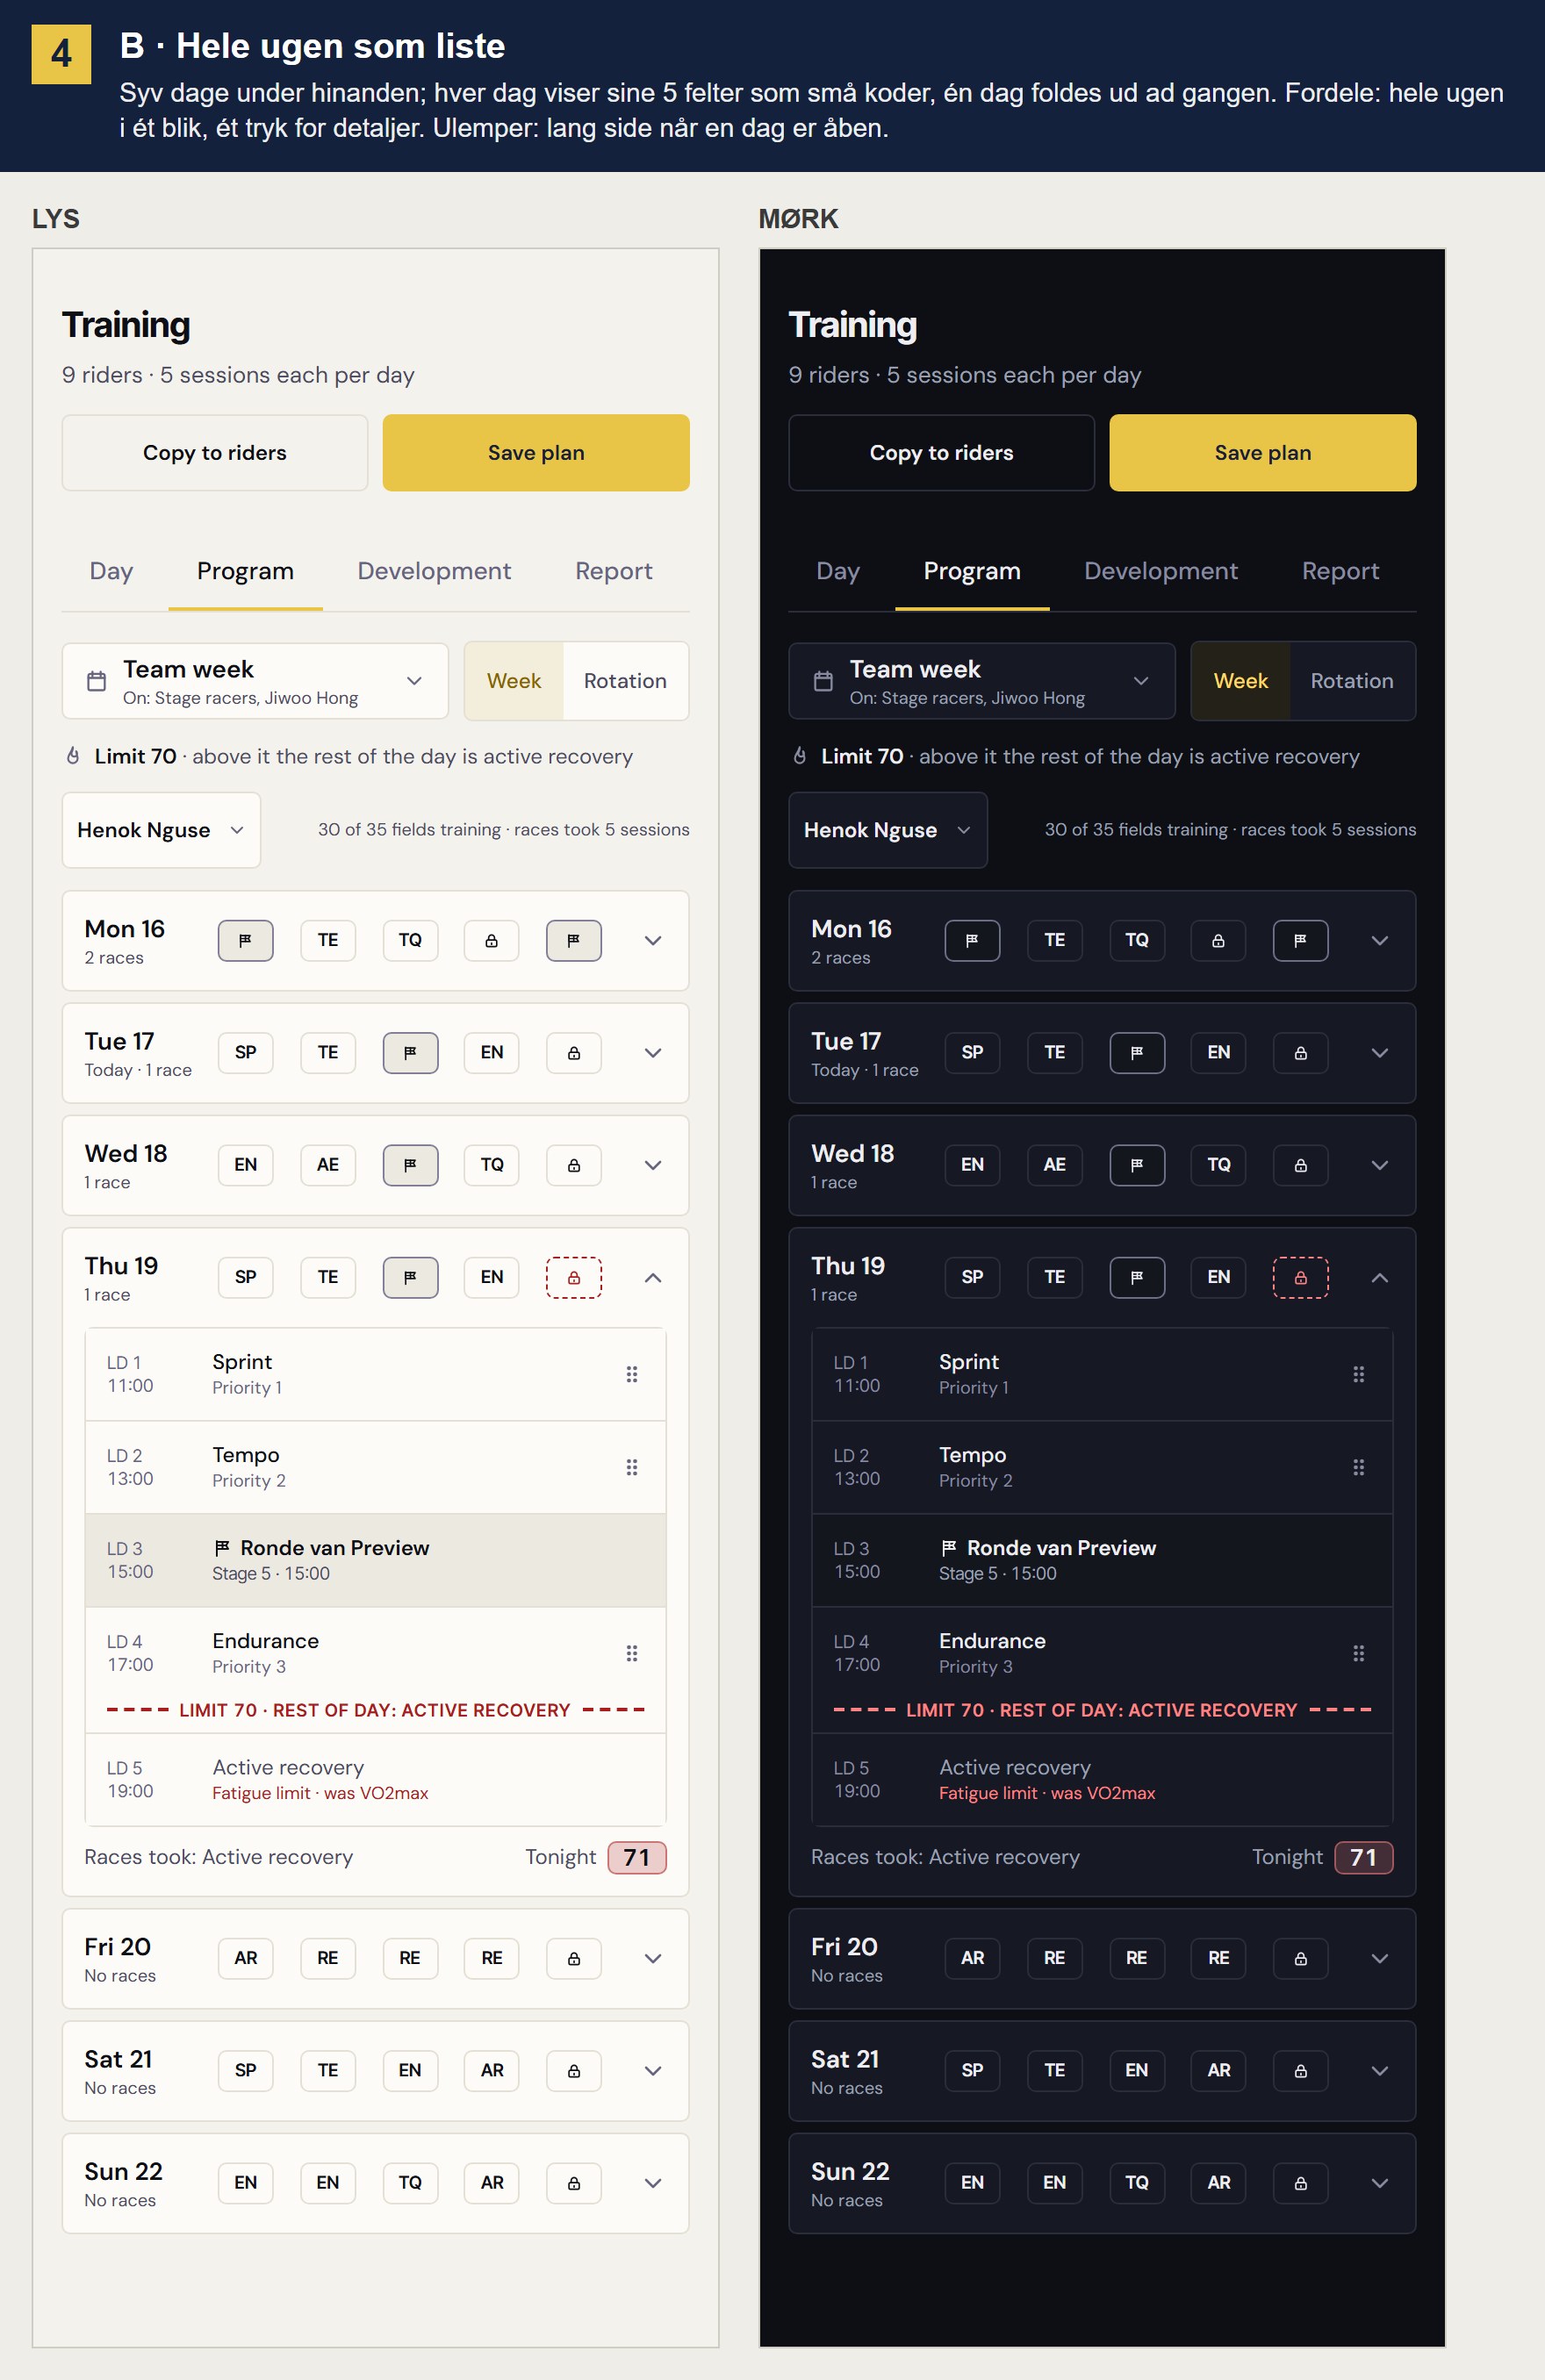 4
B · Hele ugen som liste
Syv dage under hinanden; hver dag viser sine 5 felter som små koder, én dag foldes ud ad gangen. Fordele: hele ugen
i ét blik, ét tryk for detaljer. Ulemper: lang side når en dag er åben.
LYS
Training
9 riders · 5 sessions each per day
Copy to riders
Save plan
Day Program Development Report
Team week
On: Stage racers, Jiwoo Hong
Week Rotation
Limit 70 · above it the rest of the day is active recovery
Henok Nguse
30 of 35 fields training · races took 5 sessions
Mon 16
2 races
TE TQ
Tue 17
Today · 1 race
SP TE EN
Wed 18
1 race
EN AE TQ
Thu 19
1 race
SP TE EN
LD 1
11:00
Sprint
Priority 1
LD 2
13:00
Tempo
Priority 2
LD 3
15:00
Ronde van Preview
Stage 5 · 15:00
LD 4
17:00
Endurance
Priority 3
LIMIT 70 · REST OF DAY: ACTIVE RECOVERY
LD 5
19:00
Active recovery
Fatigue limit · was VO2max
Races took: Active recovery
Tonight 71
Fri 20
No races
AR RE RE RE
Sat 21
No races
SP TE EN AR
Sun 22
No races
EN EN TQ AR
MØRK
Training
9 riders · 5 sessions each per day
Copy to riders
Save plan
Day Program Development Report
Team week
On: Stage racers, Jiwoo Hong
Week Rotation
Limit 70 · above it the rest of the day is active recovery
Henok Nguse
30 of 35 fields training · races took 5 sessions
Mon 16
2 races
TE TQ
Tue 17
Today · 1 race
SP TE EN
Wed 18
1 race
EN AE TQ
Thu 19
1 race
SP TE EN
LD 1
11:00
Sprint
Priority 1
LD 2
13:00
Tempo
Priority 2
LD 3
15:00
Ronde van Preview
Stage 5 · 15:00
LD 4
17:00
Endurance
Priority 3
LIMIT 70 · REST OF DAY: ACTIVE RECOVERY
LD 5
19:00
Active recovery
Fatigue limit · was VO2max
Races took: Active recovery
Tonight 71
Fri 20
No races
AR RE RE RE
Sat 21
No races
SP TE EN AR
Sun 22
No races
EN EN TQ AR